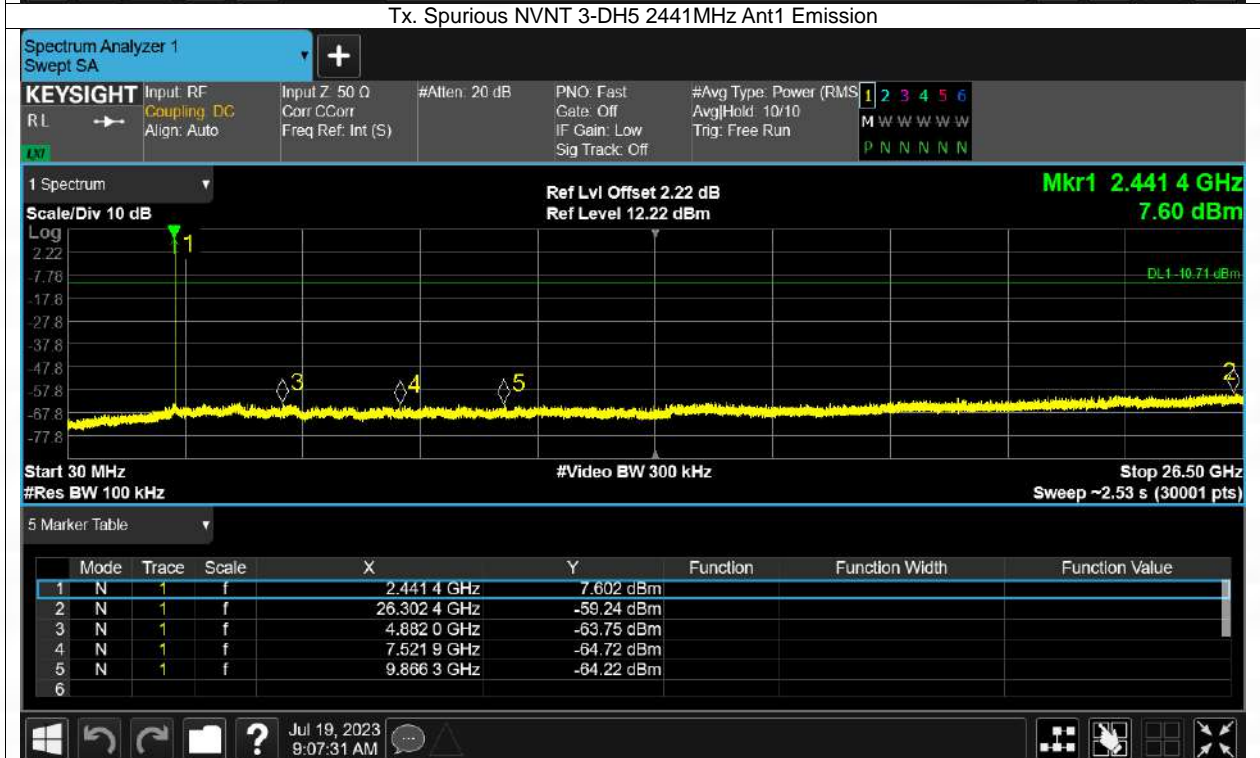 Tx. Spurious NVNT 3-DH5 2441MHz Ant1 Emission
Spectrum Analyzer 1
Swept SA
+
KEYSIGHT Input: RF Input Z: 50 Ω #Atten: 20 dB PNO: Fast #Avg Type: Power (RMS 1 2 3 4 5 6
RL Coupling: DC Corr CCorr Gate: Off Avg|Hold: 10/10 M W W W W W
Align: Auto Freq Ref: Int (S) IF Gain: Low Trig: Free Run P N N N N N
LXI Sig Track: Off
1 Spectrum Ref Lvl Offset 2.22 dB Mkr1 2.441 4 GHz
Scale/Div 10 dB Ref Level 12.22 dBm 7.60 dBm
Log
1
2.22
-7.78
DL1 -10.71 dBm
-17.8
-27.8
-37.8
-47.8
3 4 5 2
-57.8
-67.8
-77.8
Start 30 MHz #Video BW 300 kHz Stop 26.50 GHz
#Res BW 100 kHz Sweep ~2.53 s (30001 pts)
5 Marker Table
Mode Trace Scale X Y Function Function Width Function Value
1 N 1 f 2.441 4 GHz 7.602 dBm
2 N 1 f 26.302 4 GHz -59.24 dBm
3 N 1 f 4.882 0 GHz -63.75 dBm
4 N 1 f 7.521 9 GHz -64.72 dBm
5 N 1 f 9.866 3 GHz -64.22 dBm
6
? Jul 19, 2023
9:07:31 AM